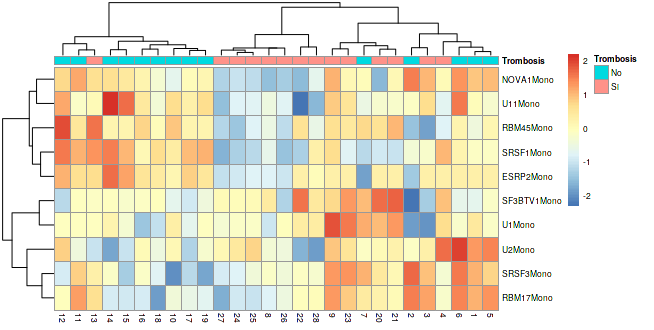 Trombosis
NOVA1Mono
U11Mono
RBM45Mono
SRSF1Mono
ESRP2Mono
SF3BTV1Mono
U1Mono
U2Mono
SRSF3Mono
RBM17Mono
12 11 13 14 15 16 18 10 17 19 27 24 25 8 26 22 28 9 23 7 20 21 2 3 4 6 1 5
2
1
0
-1
-2
Trombosis
No
SI